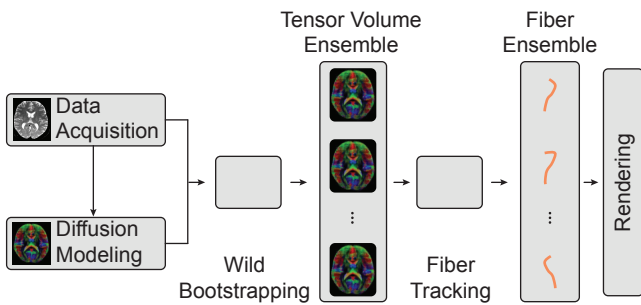 Tensor Volume
Ensemble
Fiber
Ensemble
Data
Acquisition
Diffusion
Modeling
Wild
Bootstrapping
...
Fiber
Tracking
...
Rendering